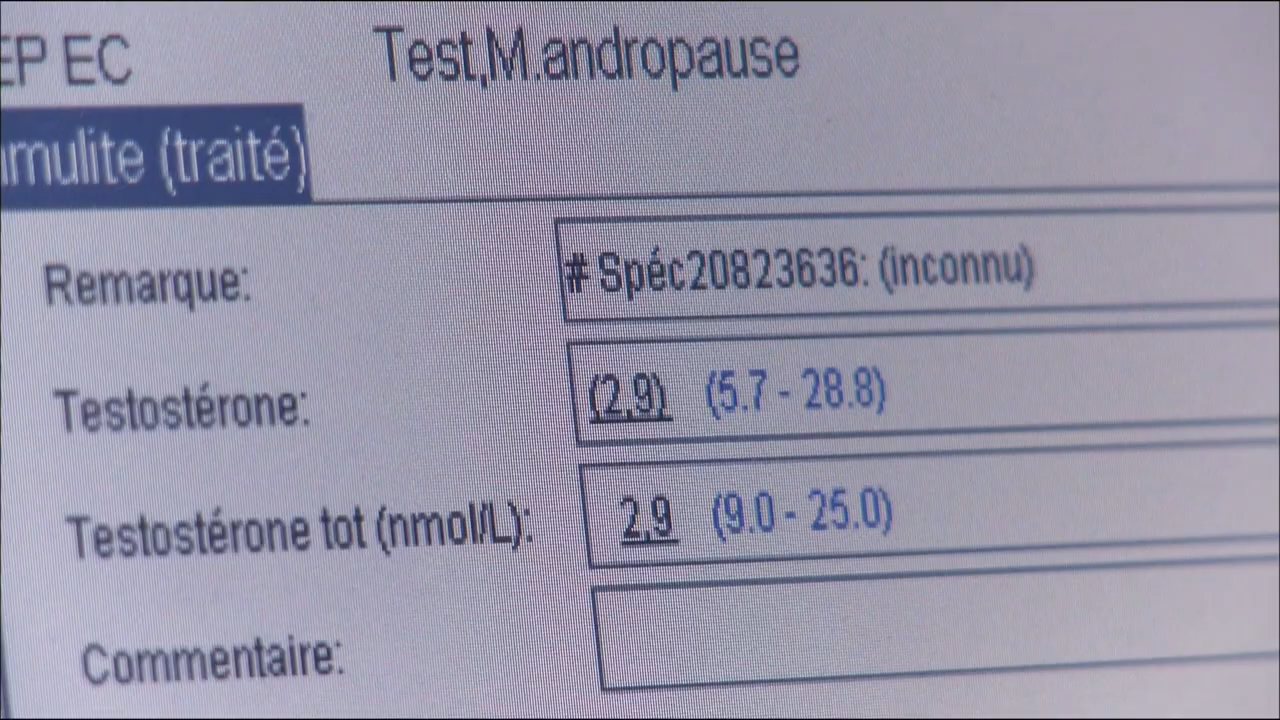 EP EC Test,M.andropause
mulite (traité)
Remarque: # Spéc20823636: (inconnu)
Testostérone: (2,9) (5.7 - 28.8)
Testostérone tot (nmol/L): 2,9 (9.0 - 25.0)
Commentaire: